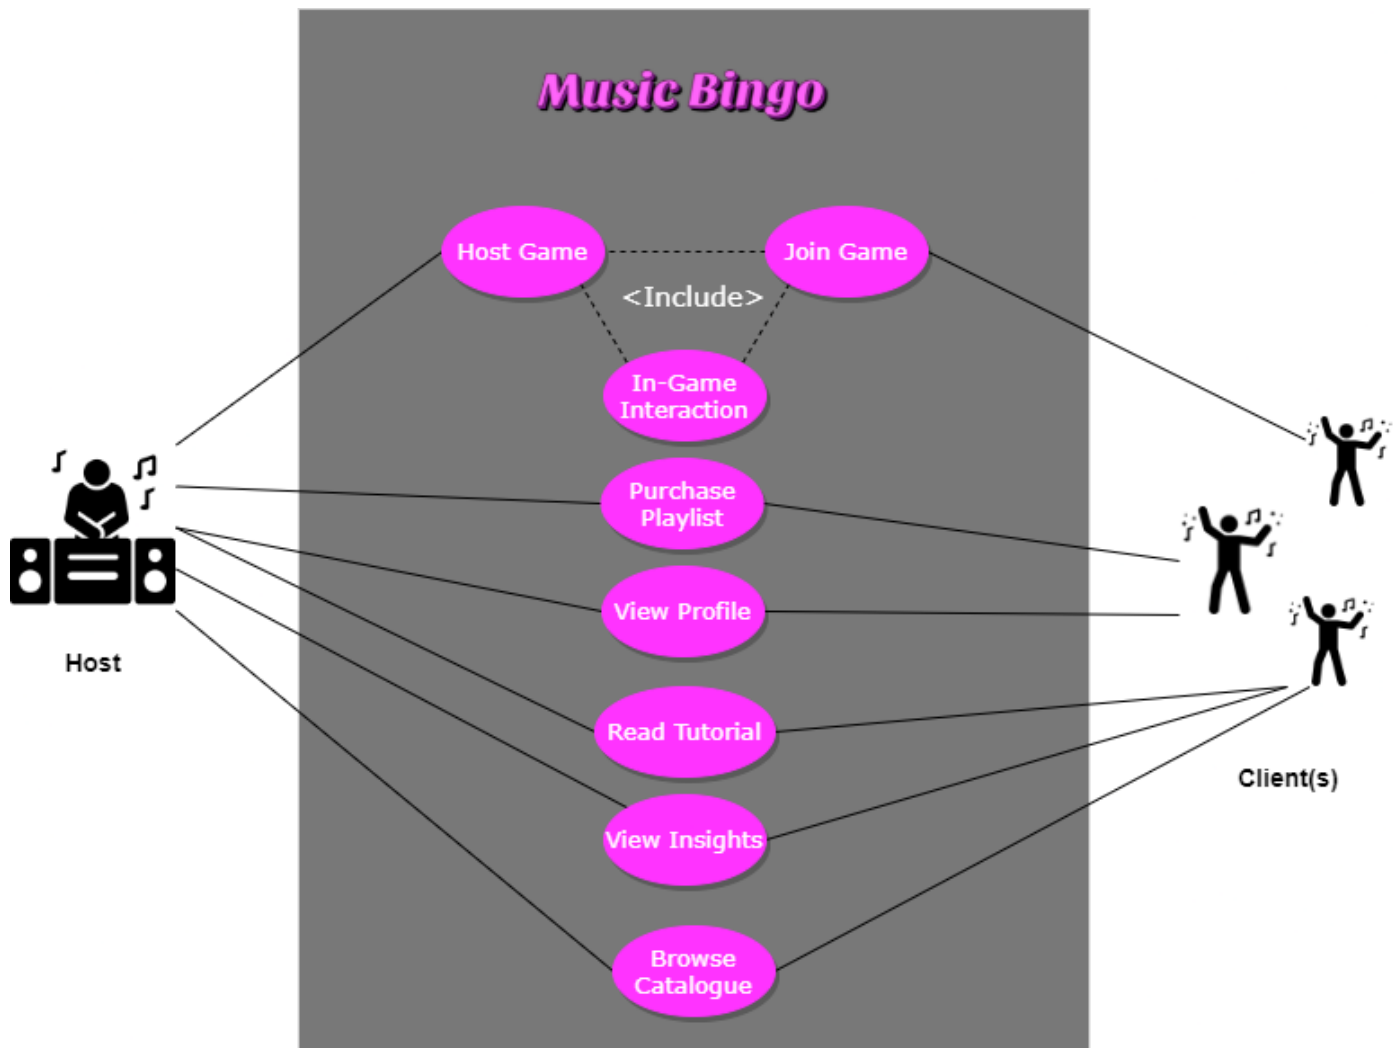 Music Bingo
Host Game
Join Game
<Include>
In-Game
Interaction
Purchase
Playlist
View Profile
Host
Read Tutorial
Client(s)
View Insights
Browse
Catalogue